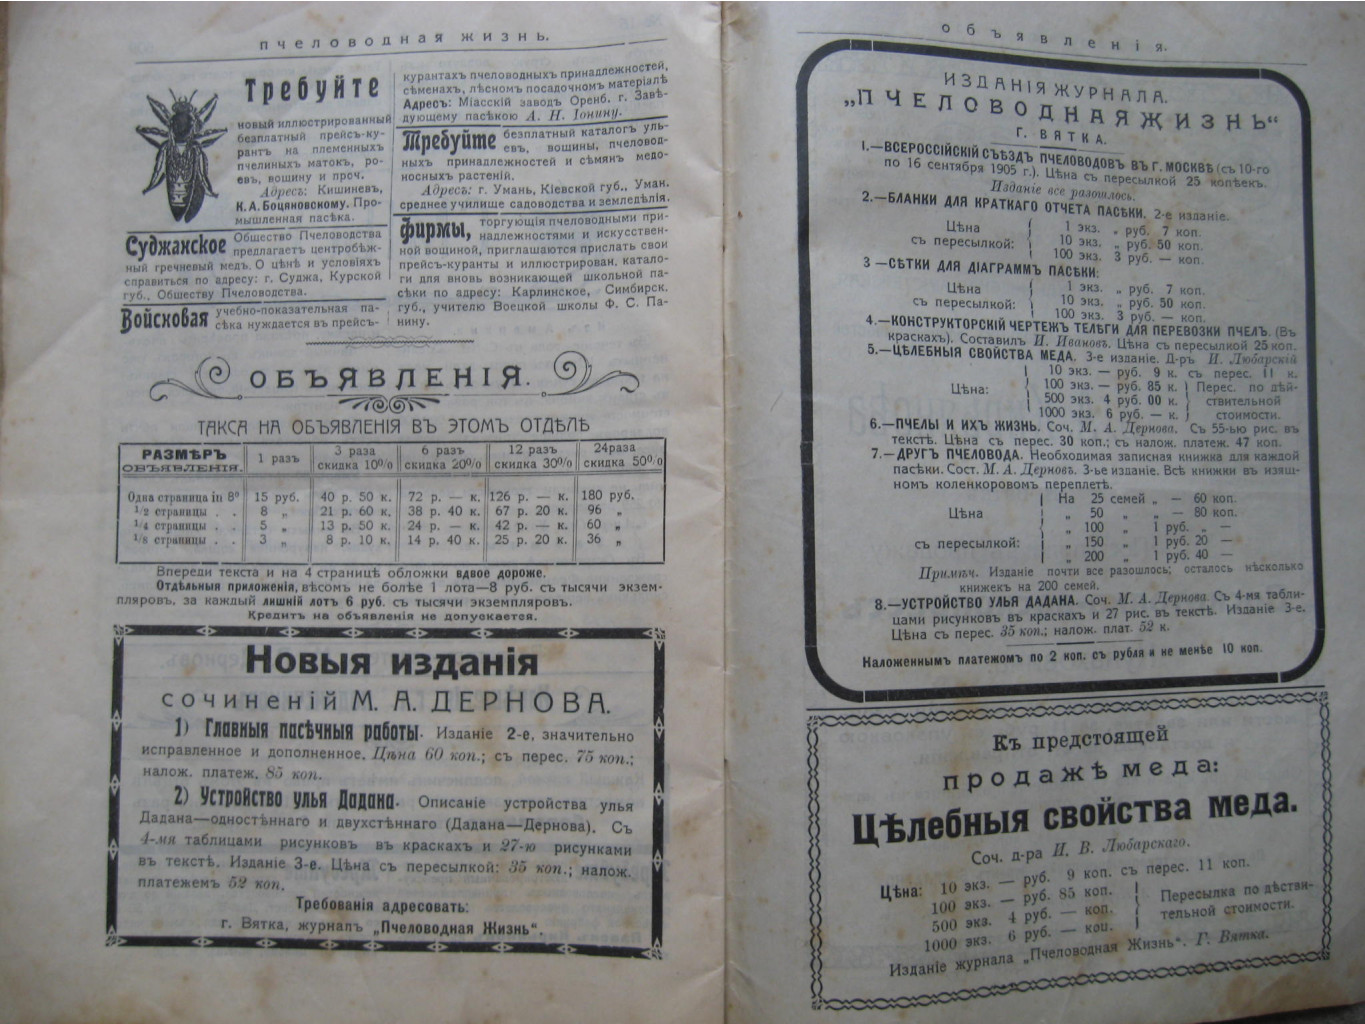 ПЧЕЛОВОДНАЯ ЖИЗНЬ.
Требуйте
новый иллюстрированный
безплатный прейсъ-ку-
рантъ на племенныхъ
пчелиныхъ матокъ, ро-
евъ, вощину и проч.
Адресъ: Кишиневъ,
К. А. Боцяновскому. Про-
мышленная пасѣка.
Суджанское Общество Пчеловодства
предлагаетъ центробѣж-
ный гречневый медъ. О цѣнѣ и условіяхъ
справиться по адресу: г. Суджа, Курской
губ., Обществу Пчеловодства.
Войсковая учебно-показательная па-
сѣка нуждается въ прейсъ-
курантахъ пчеловодныхъ принадлежностей,
сѣменахъ, лѣсномъ посадочномъ матеріалѣ
Адресъ: Міасскій заводъ Оренб. г. Завѣ-
дующему пасѣкою А. Н. Іонину.
Требуйте безплатный каталогъ уль-
евъ, вощины, пчеловод-
ныхъ принадлежностей и сѣмянъ медо-
носныхъ растеній.
Адресъ: г. Умань, Кіевской губ., Уман.
среднее училище садоводства и земледѣлія.
Фирмы, торгующія пчеловодными при-
надлежностями и искусствен-
ной вощиной, приглашаются прислать свои
прейсъ-куранты и иллюстрирован. катало-
ги для вновь возникающей школьной па-
сѣки по адресу: Карлинское, Симбирск.
губ., учителю Воецкой школы Ф. С. Па-
нину.
ОБЪЯВЛЕНІЯ.
ТАКСА НА ОБЪЯВЛЕНІЯ ВЪ ЭТОМЪ ОТДѢЛѢ
РАЗМѢРЪ ОБЪЯВЛЕНІЯ. 1 разъ 3 раза скидка 10% 6 разъ скидка 20% 12 разъ скидка 30% 24раза скидка 50%
Одна страница in 8° 15 руб. 40 р. 50 к. 72 р. — к. 126 р. — к. 180 руб.
1/2 страницы . . 8 „ 21 р. 60 к. 38 р. 40 к. 67 р. 20 к. 96 „
1/4 страницы . . 5 „ 13 р. 50 к. 24 р. — к. 42 р. — к. 60 „
1/8 страницы . . 3 „ 8 р. 10 к. 14 р. 40 к. 25 р. 20 к. 36 „
Впереди текста и на 4 страницѣ обложки вдвое дороже.
Отдѣльныя приложенія, вѣсомъ не болѣе 1 лота—8 руб. съ тысячи экзем-
пляровъ, за каждый лишній лотъ 6 руб. съ тысячи экземпляровъ.
Кредитъ на объявленія не допускается.
Новыя изданія
сочиненій М. А. ДЕРНОВА.
1) Главныя пасѣчныя работы. Изданіе 2-е, значительно
исправленное и дополненное. Цѣна 60 коп.; съ перес. 75 коп.;
налож. платеж. 85 коп.
2) Устройство улья Дадана. Описаніе устройства улья
Дадана—одностѣннаго и двухстѣннаго (Дадана—Дернова). Съ
4-мя таблицами рисунковъ въ краскахъ и 27-ю рисунками
въ текстѣ. Изданіе 3-е. Цѣна съ пересылкой: 35 коп.; налож.
платежемъ 52 коп.
Требованія адресовать:
г. Вятка, журналъ „Пчеловодная Жизнь“.
ОБЪЯВЛЕНІЯ.
ИЗДАНІЯ ЖУРНАЛА.
„ПЧЕЛОВОДНАЯ ЖИЗНЬ“
Г. ВЯТКА.
1.—ВСЕРОССІЙСКІЙ СЪѢЗДЪ ПЧЕЛОВОДОВЪ ВЪ Г. МОСКВѢ (съ 10-го
по 16 сентября 1905 г.). Цѣна съ пересылкой 25 копѣекъ.
Изданіе все разошлось.
2.—БЛАНКИ ДЛЯ КРАТКАГО ОТЧЕТА ПАСѢКИ. 2-е изданіе.
Цѣна 1 экз. „ руб. 7 коп.
съ пересылкой: 10 экз. „ руб. 50 коп.
100 экз. 3 руб. — коп.
3 —СѢТКИ ДЛЯ ДІАГРАММЪ ПАСѢКИ:
Цѣна 1 экз. „ руб. 7 коп.
съ пересылкой: 10 экз. „ руб. 50 коп.
100 экз. 3 руб. — коп.
4.—КОНСТРУКТОРСКІЙ ЧЕРТЕЖЪ ТЕЛѢГИ ДЛЯ ПЕРЕВОЗКИ ПЧЕЛЪ. (Въ
краскахъ). Составилъ И. Ивановъ. Цѣна съ пересылкой 25 коп.
5.—ЦѢЛЕБНЫЯ СВОЙСТВА МЕДА. 3-е изданіе. Д-ръ И. Любарскій
10 экз. — руб. 9 к. съ перес. 11 к.
Цѣна: 100 экз. — руб. 85 к. Перес. по дѣй-
500 экз. 4 руб. 00 к. ствительной
1000 экз. 6 руб. — к. стоимости.
6.—ПЧЕЛЫ И ИХЪ ЖИЗНЬ. Соч. М. А. Дернова. Съ 55-ью рис. въ
текстѣ. Цѣна съ перес. 30 коп.; съ налож. платеж. 47 коп.
7.—ДРУГЪ ПЧЕЛОВОДА. Необходимая записная книжка для каждой
пасѣки. Сост. М. А. Дерновъ. 3-ье изданіе. Всѣ книжки въ изящ-
номъ коленкоровомъ переплетѣ.
На 25 семей „ — 60 коп.
Цѣна „ 50 „ „ — 80 коп.
„ 100 „ 1 руб. „ —
съ пересылкой: „ 150 „ 1 руб. 20 —
„ 200 „ 1 руб. 40 —
Примѣч. Изданіе почти все разошлось; осталось нѣсколько
книжекъ на 200 семей.
8.—УСТРОЙСТВО УЛЬЯ ДАДАНА. Соч. М. А. Дернова. Съ 4-мя табли-
цами рисунковъ въ краскахъ и 27 рис. въ текстѣ. Изданіе 3-е.
Цѣна съ перес. 35 коп.; налож. плат. 52 к.
Наложеннымъ платежомъ по 2 коп. съ рубля и не менѣе 10 коп.
Къ предстоящей
продажѣ меда:
Цѣлебныя свойства меда.
Соч. д-ра И. В. Любарскаго.
Цѣна: 10 экз. — руб. 9 коп. съ перес. 11 коп.
100 экз. — руб. 85 коп. Пересылка по дѣстви-
500 экз. 4 руб. — коп. тельной стоимости.
1000 экз. 6 руб. — коп.
Изданіе журнала „Пчеловодная Жизнь“. Г. Вятка.